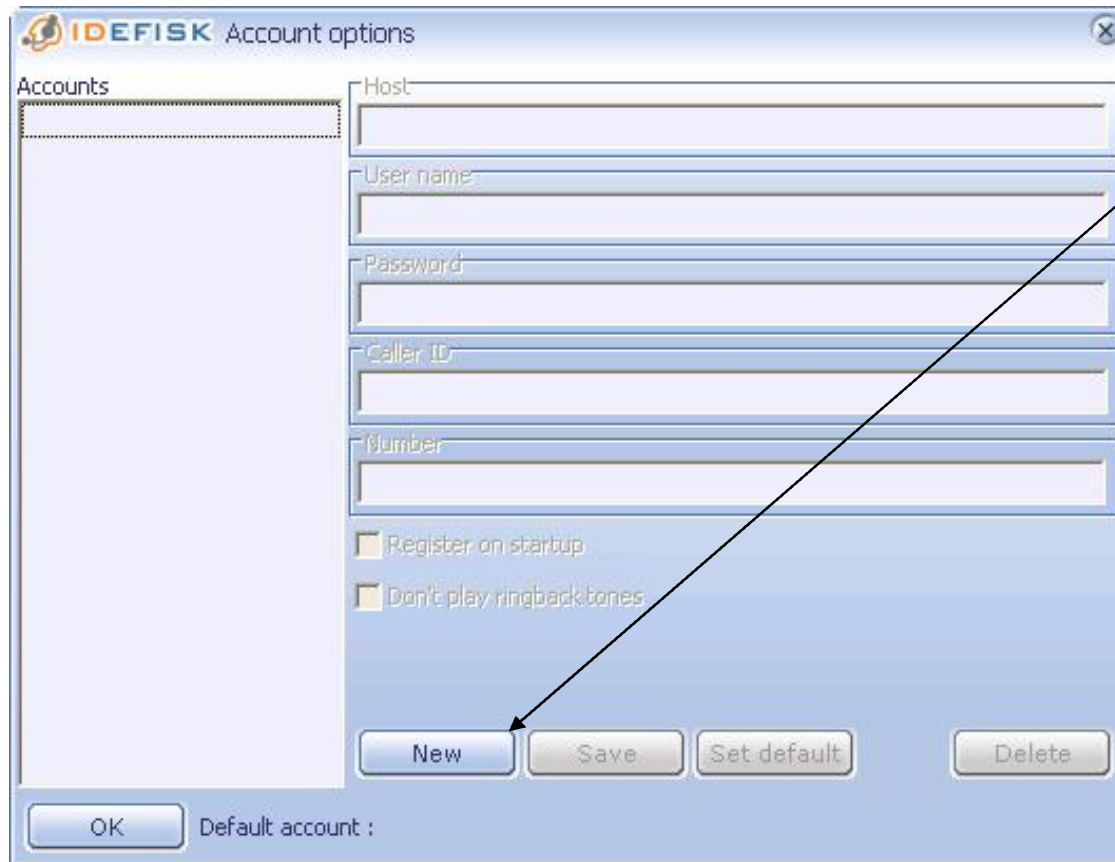 IDEFISK Account options
Accounts
Host
User name
Password
Caller ID
Number
Register on startup
Don't play ringback tones
New Save Set default Delete
OK Default account :